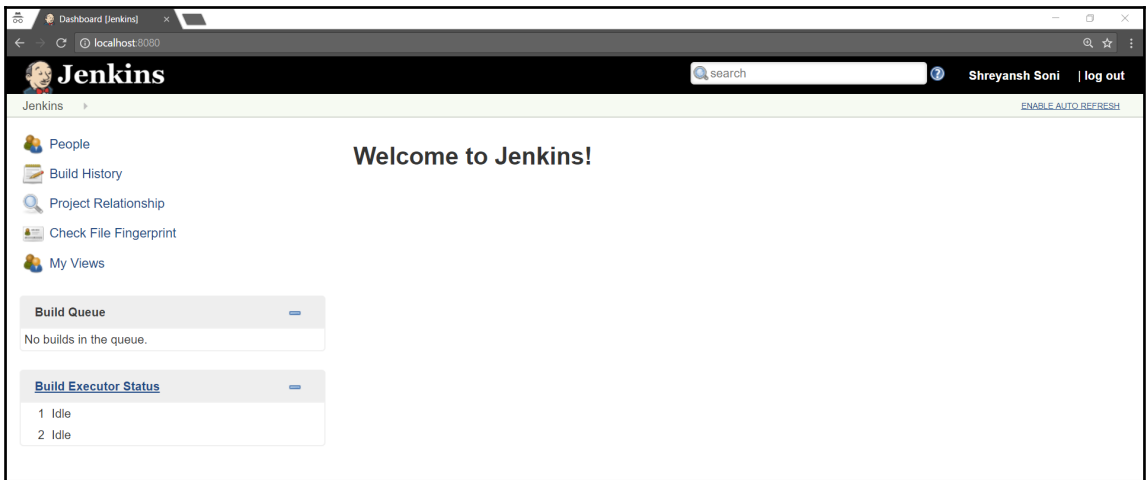 Dashboard [Jenkins]
localhost:8080
Jenkins
search
Shreyansh Soni | log out
Jenkins
ENABLE AUTO REFRESH
People
Build History
Project Relationship
Check File Fingerprint
My Views
Welcome to Jenkins!
Build Queue
No builds in the queue.
Build Executor Status
1 Idle
2 Idle